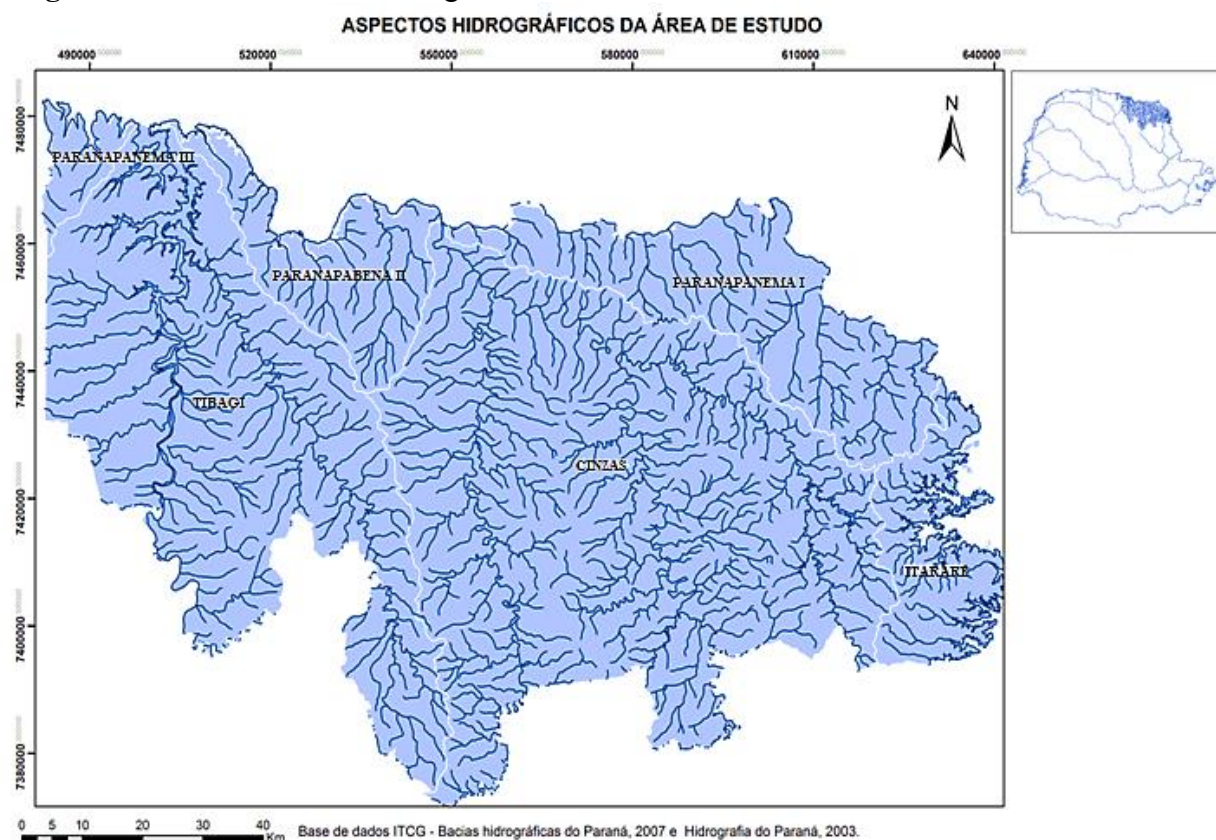 ASPECTOS HIDROGRÁFICOS DA ÁREA DE ESTUDO
490000 520000 550000 580000 610000 640000
7480000
7460000
7440000
7420000
7400000
7380000
N
PARANAPANEMA III
PARANAPABENA II
PARANAPANEMA I
TIBAGI
CINZAS
ITARARÉ
0 5 10 20 30 40
Km
Base de dados ITCG - Bacias hidrográficas do Paraná, 2007 e Hidrografia do Paraná, 2003.